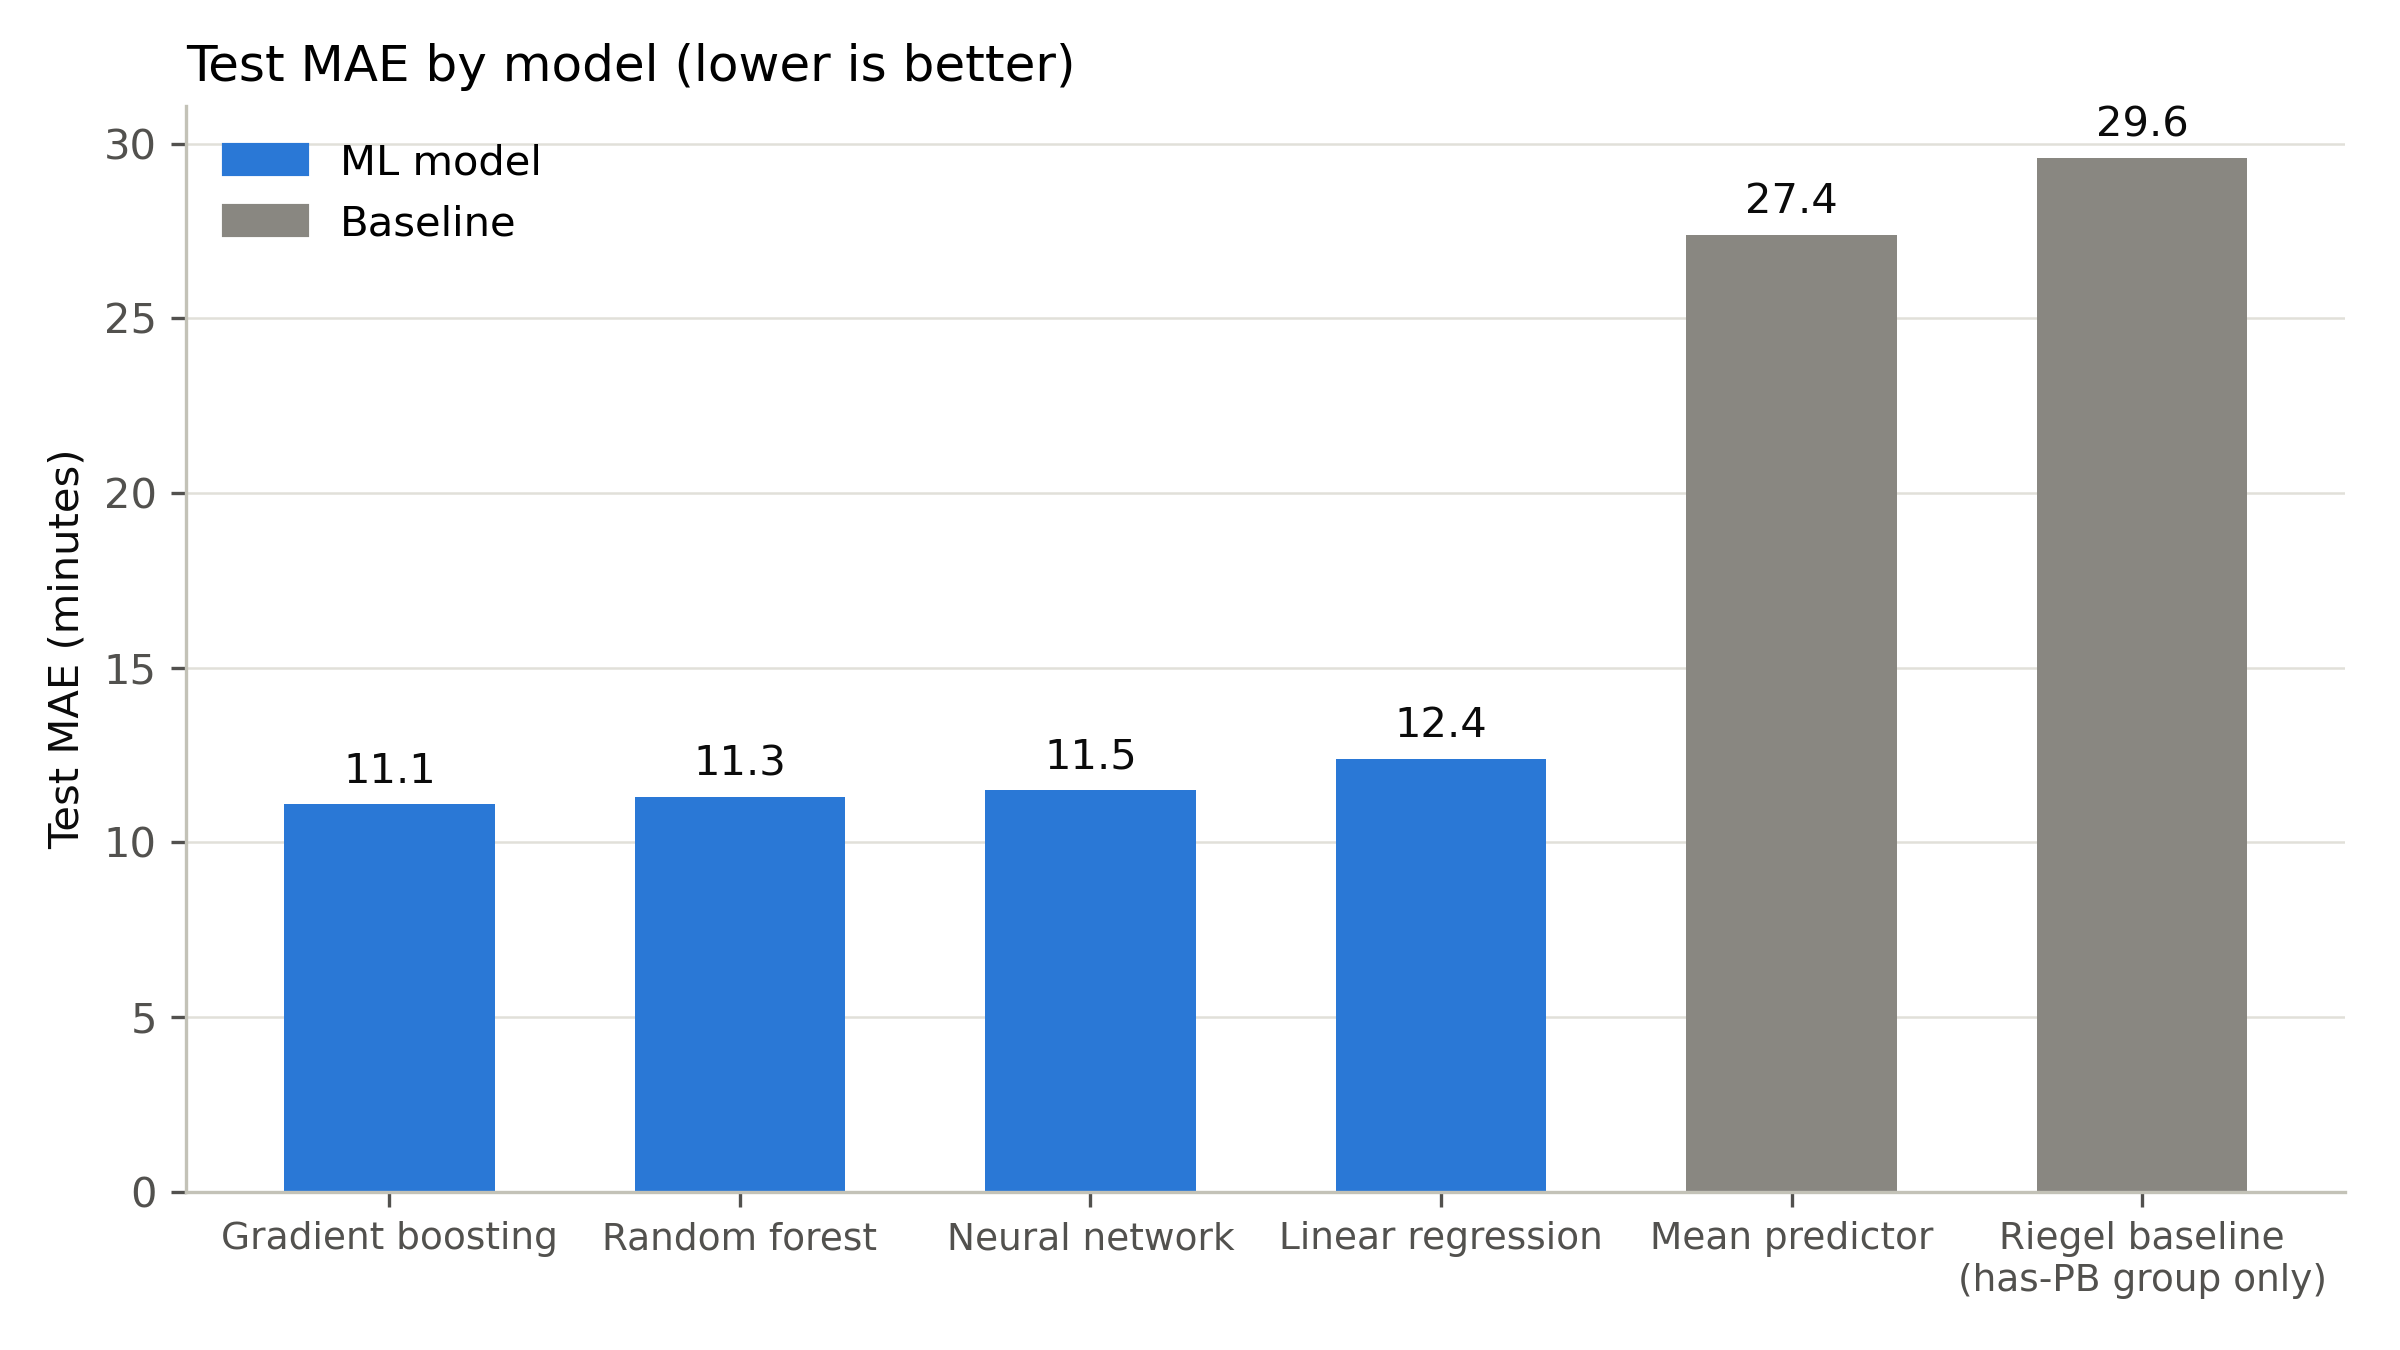 Test MAE by model (lower is better)
ML model
Baseline
Test MAE (minutes)
30
25
20
15
10
5
0
11.1
11.3
11.5
12.4
27.4
29.6
Gradient boosting
Random forest
Neural network
Linear regression
Mean predictor
Riegel baseline
(has-PB group only)